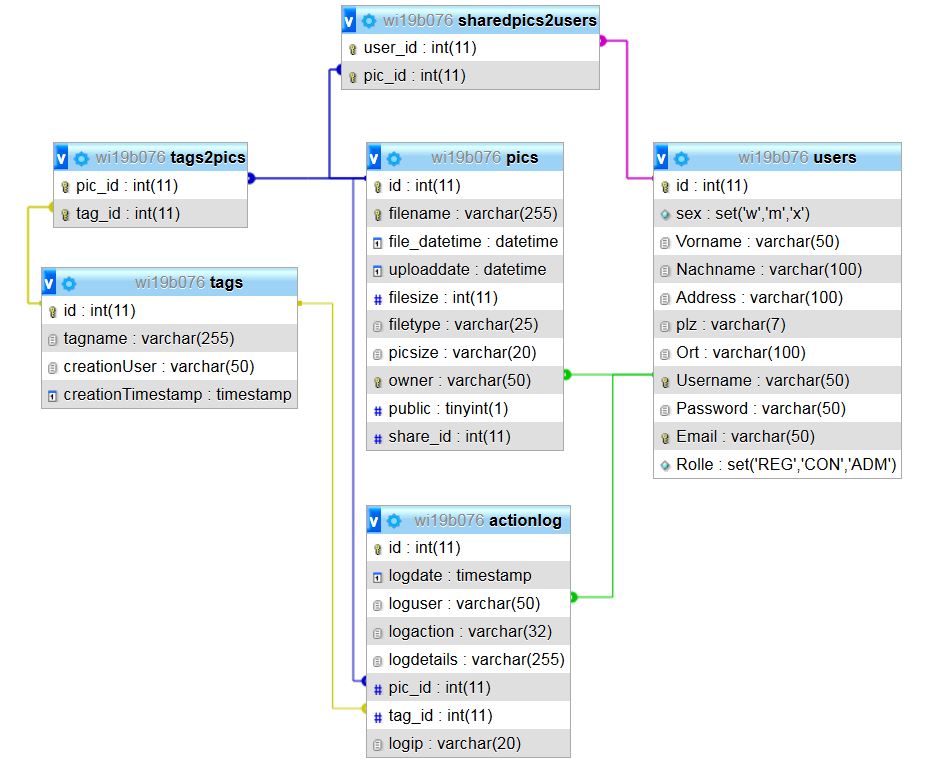 v wi19b076 sharedpics2users
user_id : int(11)
pic_id : int(11)
v wi19b076 tags2pics
pic_id : int(11)
tag_id : int(11)
v wi19b076 tags
id : int(11)
tagname : varchar(255)
creationUser : varchar(50)
creationTimestamp : timestamp
v wi19b076 pics
id : int(11)
filename : varchar(255)
file_datetime : datetime
uploaddate : datetime
# filesize : int(11)
filetype : varchar(25)
picsize : varchar(20)
owner : varchar(50)
# public : tinyint(1)
# share_id : int(11)
v wi19b076 users
id : int(11)
sex : set('w','m','x')
Vorname : varchar(50)
Nachname : varchar(100)
Address : varchar(100)
plz : varchar(7)
Ort : varchar(100)
Username : varchar(50)
Password : varchar(50)
Email : varchar(50)
Rolle : set('REG','CON','ADM')
v wi19b076 actionlog
id : int(11)
logdate : timestamp
loguser : varchar(50)
logaction : varchar(32)
logdetails : varchar(255)
# pic_id : int(11)
# tag_id : int(11)
logip : varchar(20)